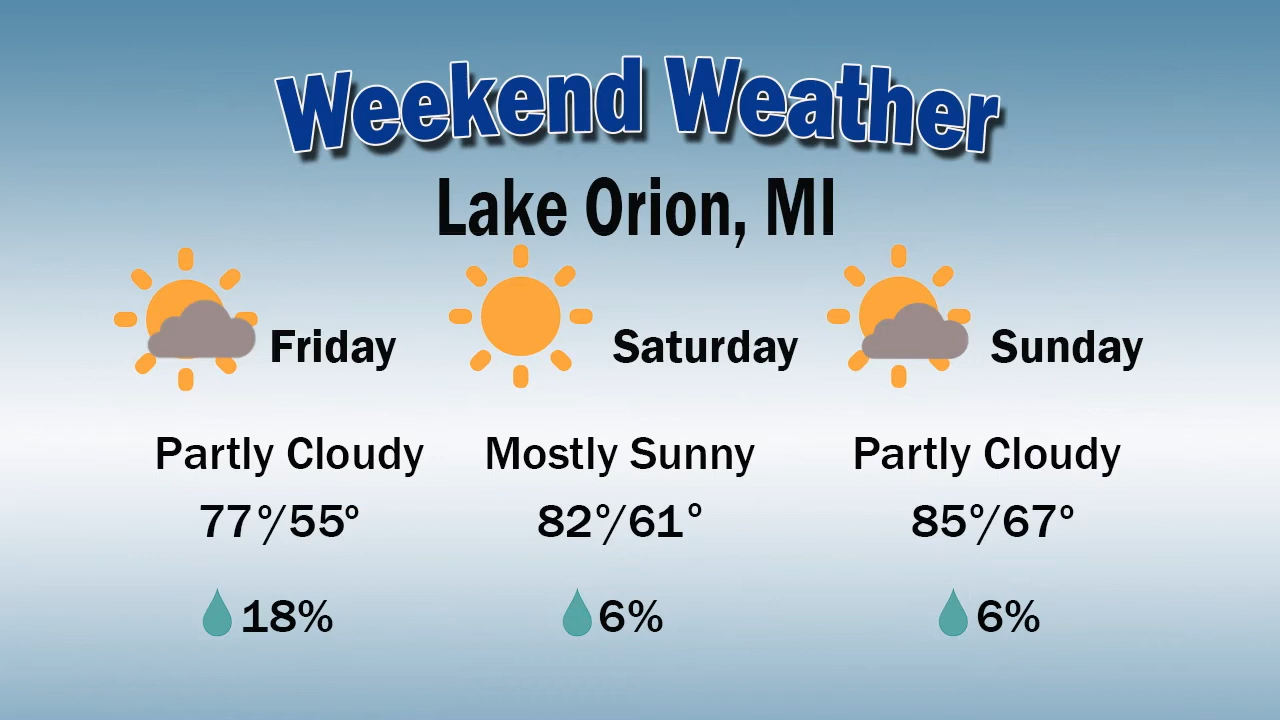 Weekend Weather
Lake Orion, MI
Friday Saturday Sunday
Partly Cloudy Mostly Sunny Partly Cloudy
77°/55° 82°/61° 85°/67°
18% 6% 6%